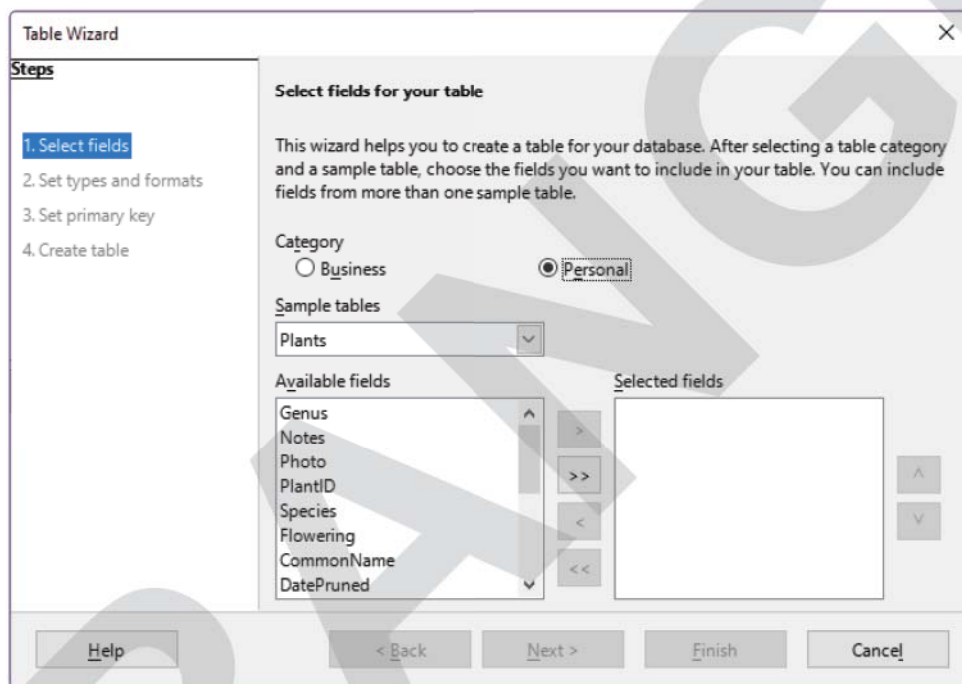 Table Wizard
Steps
1. Select fields
2. Set types and formats
3. Set primary key
4. Create table
Select fields for your table
This wizard helps you to create a table for your database. After selecting a table category
and a sample table, choose the fields you want to include in your table. You can include
fields from more than one sample table.
Category
Business
Personal
Sample tables
Plants
Available fields
Genus
Notes
Photo
PlantID
Species
Flowering
CommonName
DatePruned
>
>>
<
<<
Selected fields
Help
< Back
Next >
Finish
Cancel